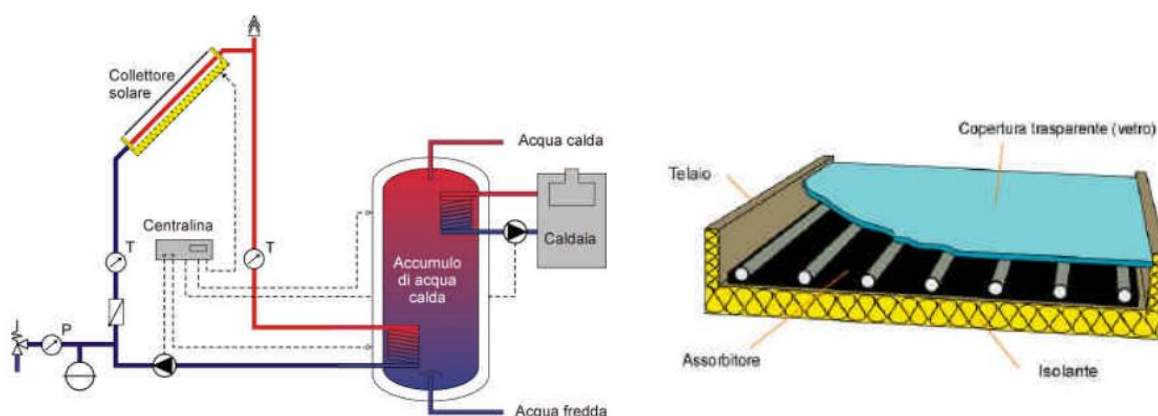 Collettore
solare
Acqua calda
Centralina
T
T
Caldaia
Accumulo
di acqua
calda
P
Acqua fredda
Copertura trasparente (vetro)
Telaio
Assorbitore
Isolante